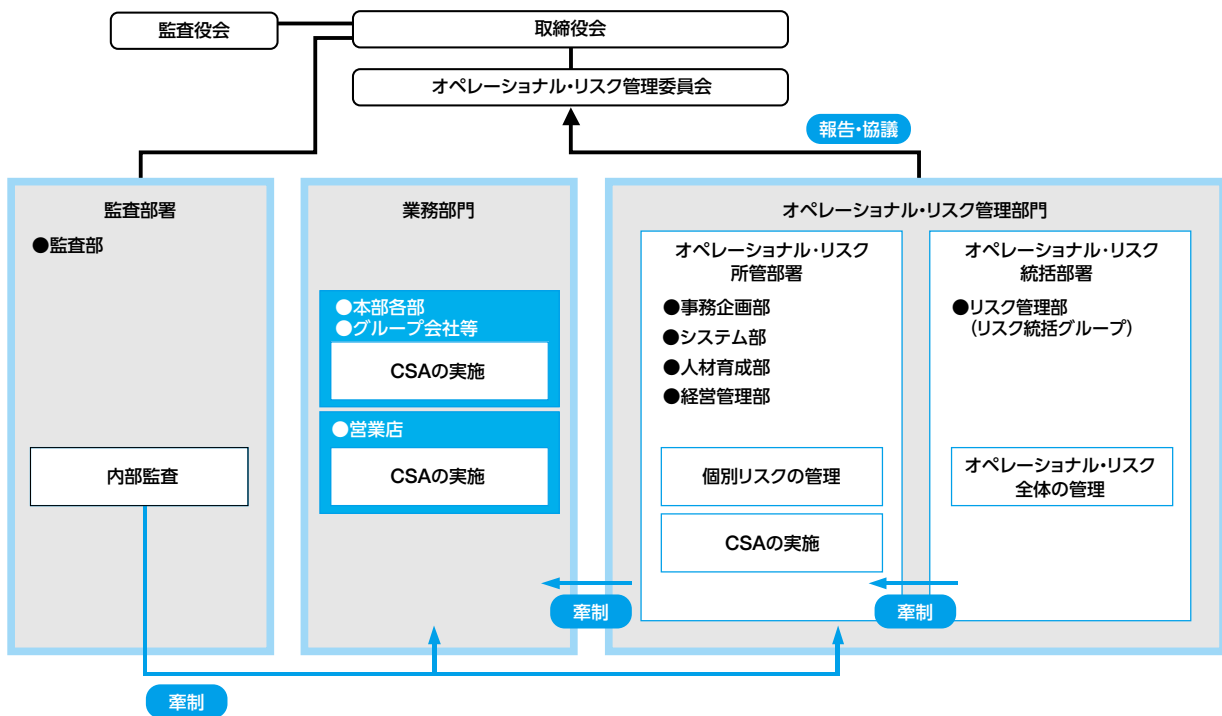 監査役会
取締役会
オペレーショナル・リスク管理委員会
報告・協議
監査部署
●監査部
内部監査
業務部門
●本部各部
●グループ会社等
CSAの実施
●営業店
CSAの実施
オペレーショナル・リスク管理部門
オペレーショナル・リスク
所管部署
●事務企画部
●システム部
●人材育成部
●経営管理部
個別リスクの管理
CSAの実施
オペレーショナル・リスク
統括部署
●リスク管理部
（リスク統括グループ）
オペレーショナル・リスク
全体の管理
牽制
牽制
牽制